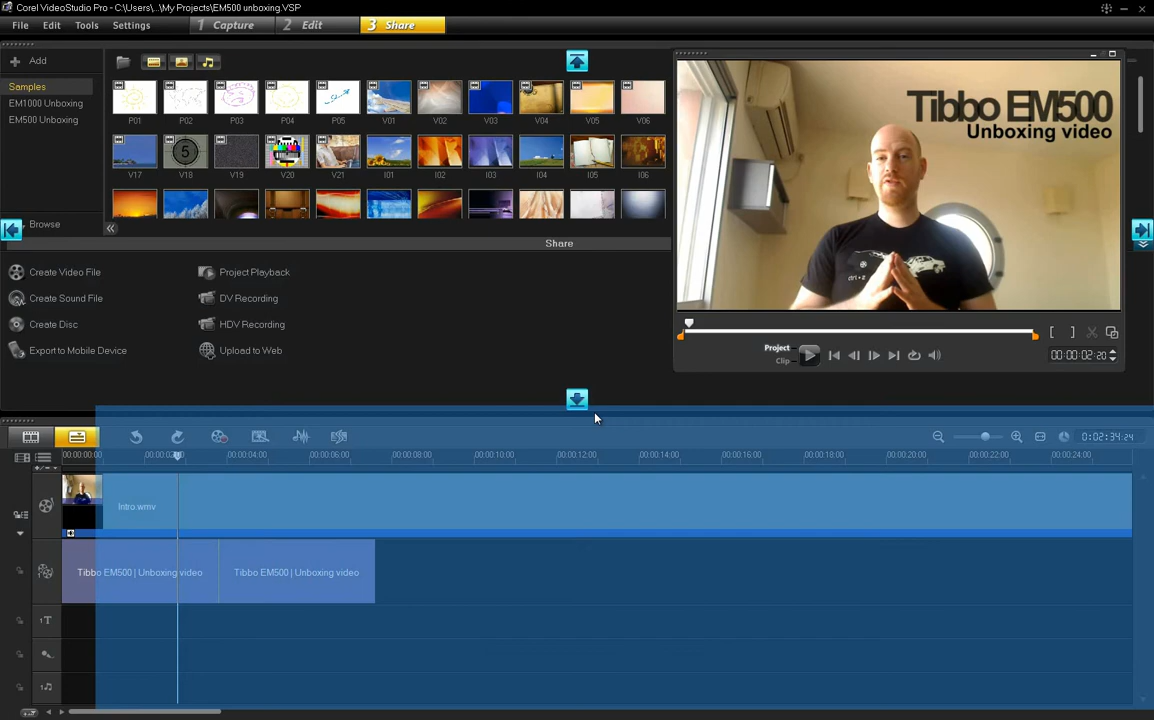 Corel VideoStudio Pro - C:\Users\...\My Projects\EM500 unboxing.VSP
File Edit Tools Settings 1 Capture 2 Edit 3 Share
Add
Samples
EM1000 Unboxing
EM500 Unboxing
Browse
P01 P02 P03 P04 P05 V01 V02 V03 V04 V05 V06
5
V17 V18 V19 V20 V21 I01 I02 I03 I04 I05 I06
Share
Create Video File
Create Sound File
Create Disc
Export to Mobile Device
Project Playback
DV Recording
HDV Recording
Upload to Web
Tibbo EM500
Unboxing video
ctrl + z
Project
Clip
[ ]
00:00:02:20
0:02:34:24
00:00:00:00 00:00:04:00 00:00:06:00 00:00:08:00 00:00:10:00 00:00:12:00 00:00:14:00 00:00:16:00 00:00:18:00 00:00:20:00 00:00:22:00 00:00:24:00
Intro.wmv
Tibbo EM500 | Unboxing video Tibbo EM500 | Unboxing video